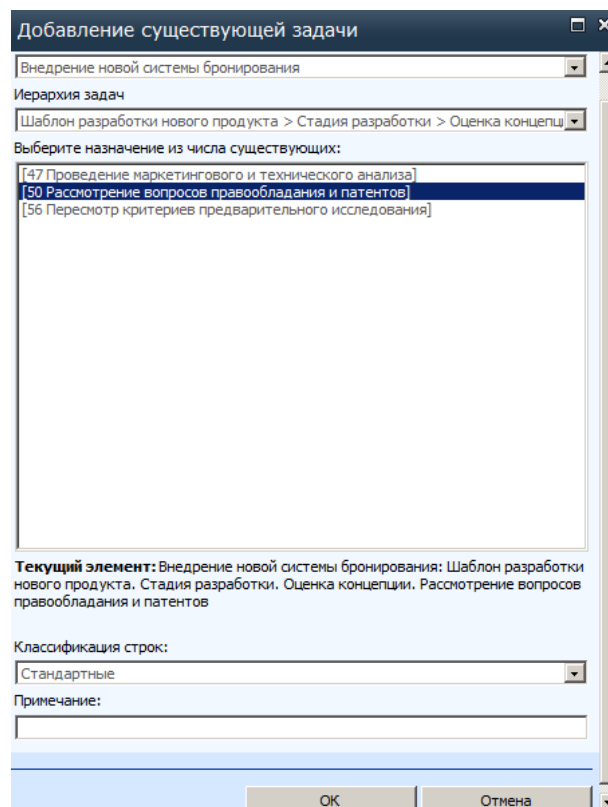 Добавление существующей задачи
Внедрение новой системы бронирования
Иерархия задач
Шаблон разработки нового продукта > Стадия разработки > Оценка концепц
Выберите назначение из числа существующих:
[47 Проведение маркетингового и технического анализа]
[50 Рассмотрение вопросов правообладания и патентов]
[56 Пересмотр критериев предварительного исследования]
Текущий элемент: Внедрение новой системы бронирования: Шаблон разработки
нового продукта. Стадия разработки. Оценка концепции. Рассмотрение вопросов
правообладания и патентов
Классификация строк:
Стандартные
Примечание:
ОК
Отмена